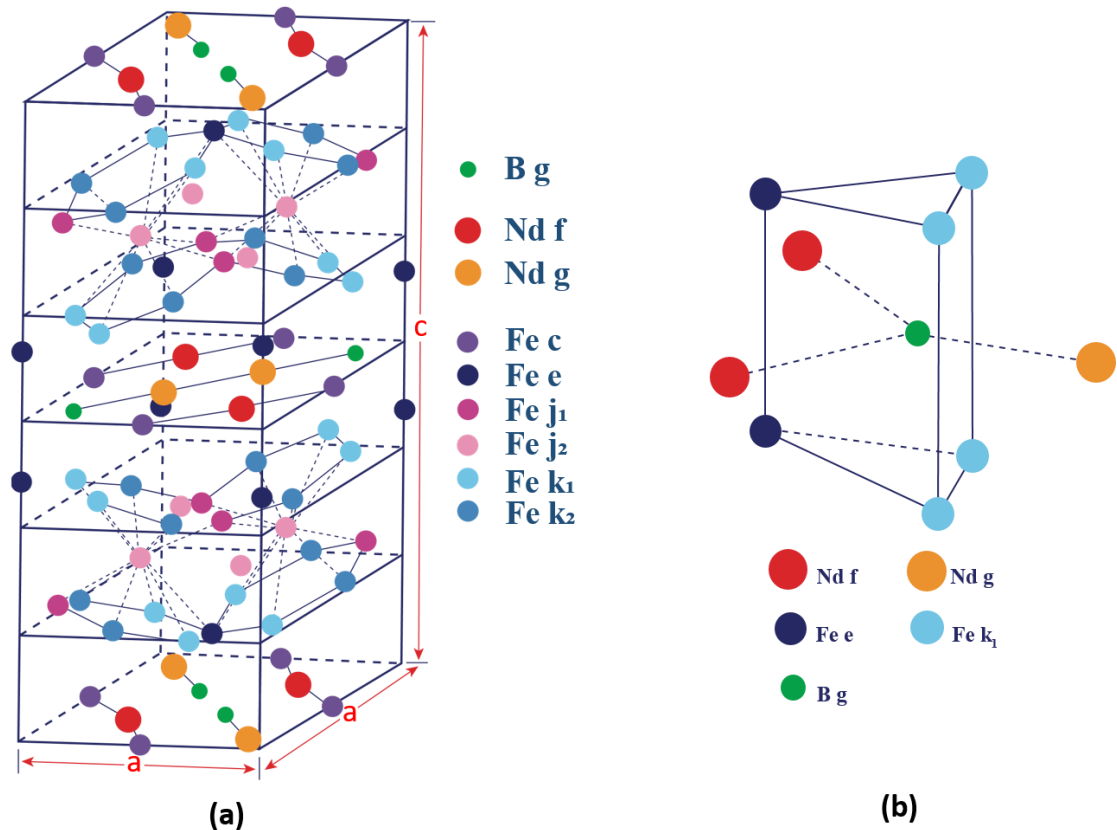 B g
Nd f
Nd g
Fe c
Fe e
Fe j₁
Fe j₂
Fe k₁
Fe k₂
c
a
a
(a)
Nd f
Nd g
Fe e
Fe k₁
B g
(b)